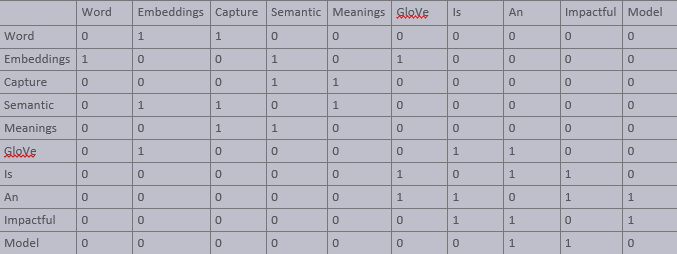 Word Embeddings Capture Semantic Meanings GloVe Is An Impactful Model
Word 0 1 1 0 0 0 0 0 0 0
Embeddings 1 0 0 1 0 1 0 0 0 0
Capture 0 0 0 1 1 0 0 0 0 0
Semantic 0 1 1 0 1 0 0 0 0 0
Meanings 0 0 1 1 0 0 0 0 0 0
GloVe 0 1 0 0 0 0 1 1 0 0
Is 0 0 0 0 0 1 0 1 1 0
An 0 0 0 0 0 1 1 0 1 1
Impactful 0 0 0 0 0 0 1 1 0 1
Model 0 0 0 0 0 0 0 1 1 0